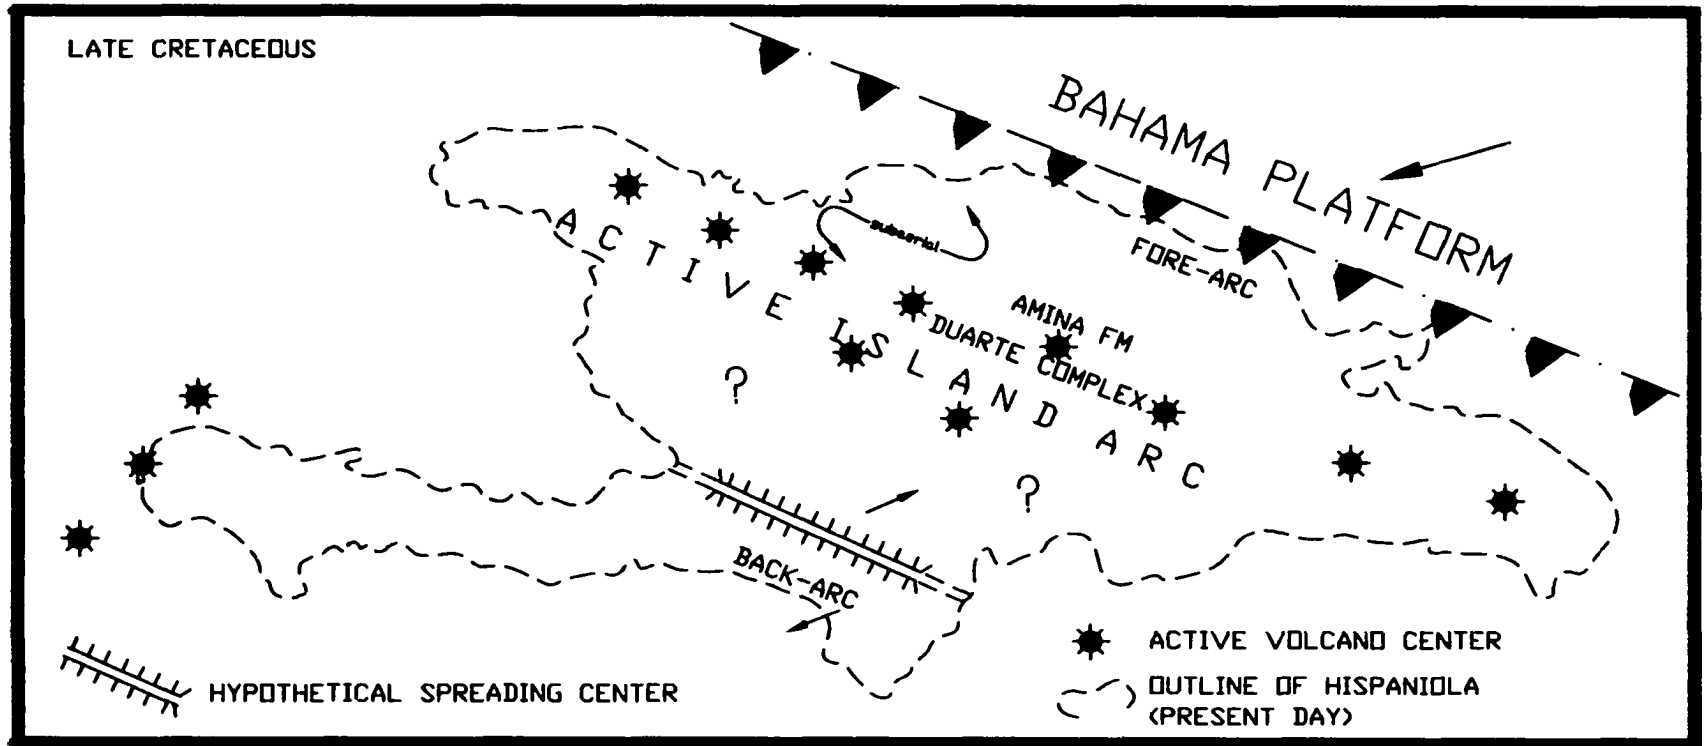 LATE CRETACEOUS
BAHAMA PLATFORM
ACTIVE ISLAND ARC
subaerial
FORE-ARC
AMINA FM
DUARTE COMPLEX
?
?
BACK-ARC
ACTIVE VOLCANO CENTER
HYPOTHETICAL SPREADING CENTER
OUTLINE OF HISPANIOLA
(PRESENT DAY)